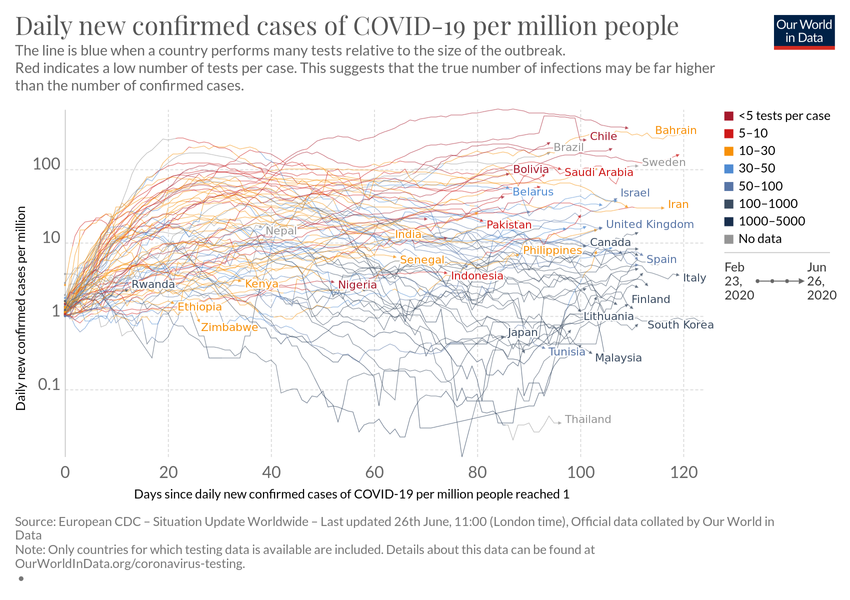 Daily new confirmed cases of COVID-19 per million people
Our World
in Data
The line is blue when a country performs many tests relative to the size of the outbreak.
Red indicates a low number of tests per case. This suggests that the true number of infections may be far higher
than the number of confirmed cases.
Daily new confirmed cases per million
100
10
1
0.1
Chile
Bahrain
Brazil
Sweden
Bolivia
Saudi Arabia
Belarus
Israel
Iran
Pakistan
United Kingdom
Nepal
India
Canada
Philippines
Senegal
Spain
Indonesia
Italy
Rwanda
Kenya
Nigeria
Finland
Ethiopia
Lithuania
Zimbabwe
South Korea
Japan
Tunisia
Malaysia
Thailand
<5 tests per case
5–10
10–30
30–50
50–100
100–1000
1000–5000
No data
Feb
23,
2020
Jun
26,
2020
0
20
40
60
80
100
120
Days since daily new confirmed cases of COVID-19 per million people reached 1
Source: European CDC – Situation Update Worldwide – Last updated 26th June, 11:00 (London time), Official data collated by Our World in
Data
Note: Only countries for which testing data is available are included. Details about this data can be found at
OurWorldInData.org/coronavirus-testing.